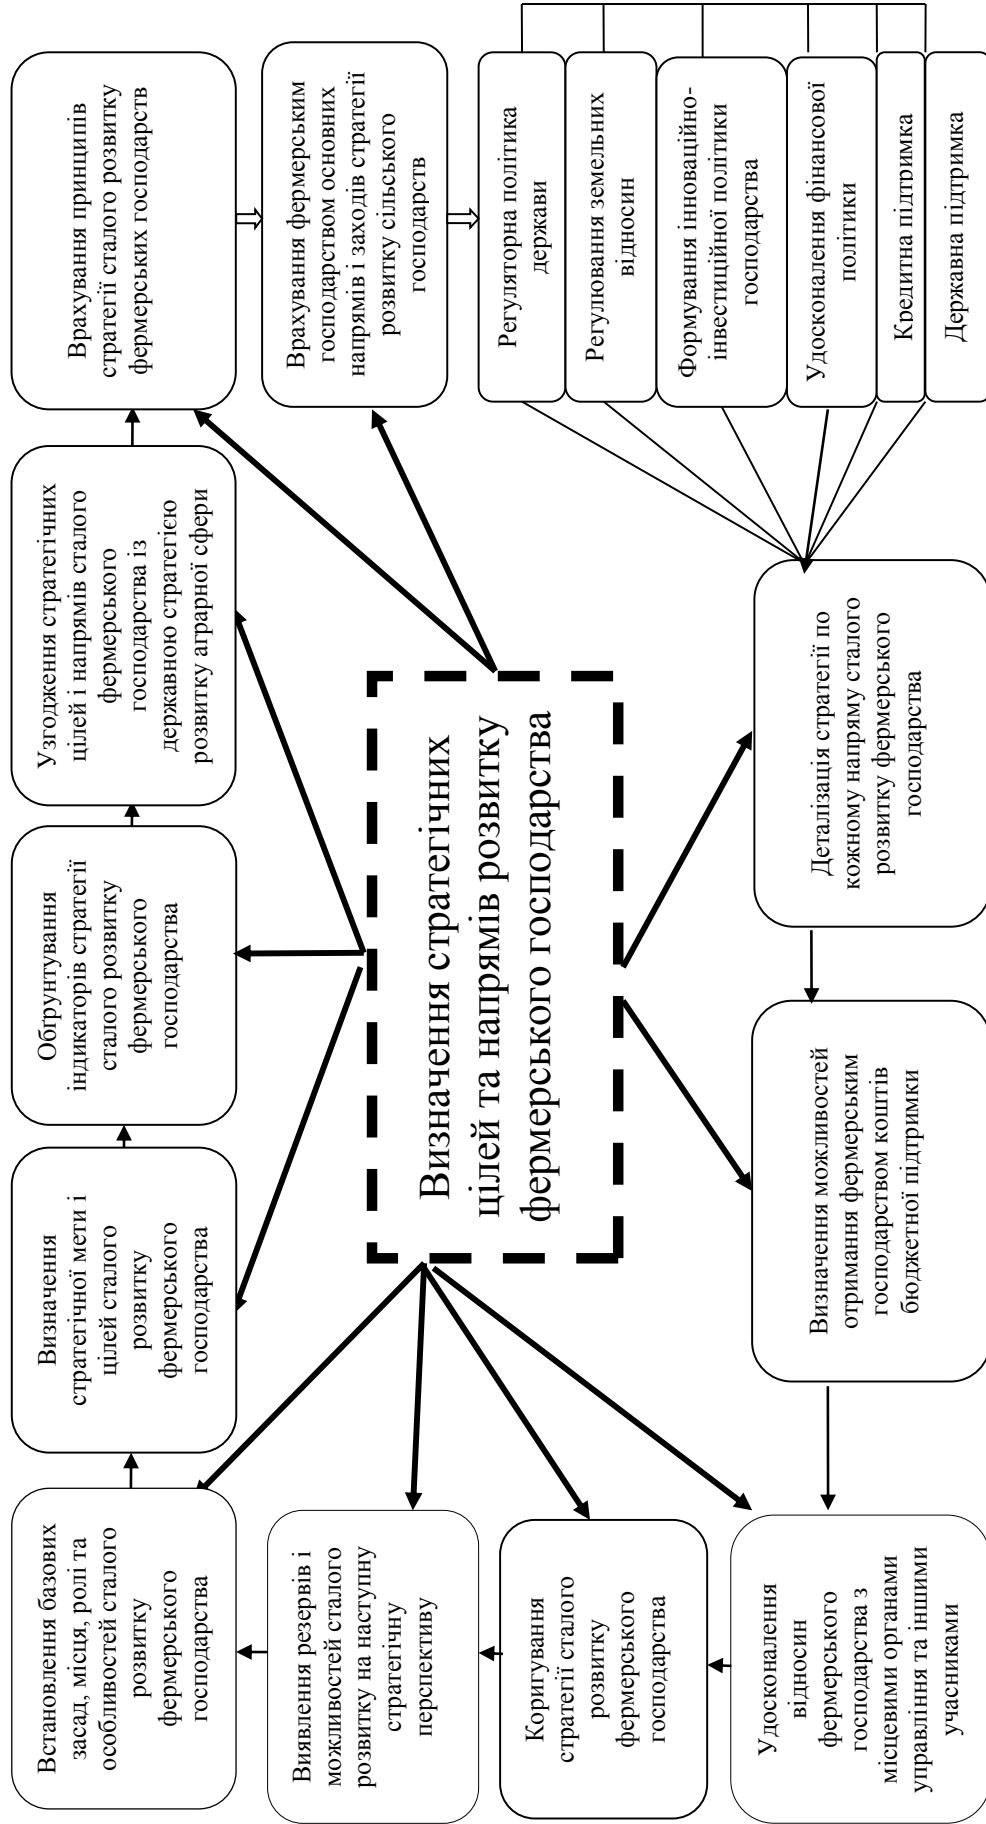 Встановлення базових
засад, місця, ролі та
особливостей сталого
розвитку
фермерського
господарства
Визначення
стратегічної мети і
цілей сталого
розвитку
фермерського
господарства
Обґрунтування
індикаторів стратегії
сталого розвитку
фермерського
господарства
Узгодження стратегічних
цілей і напрямів сталого
фермерського
господарства із
державною стратегією
розвитку аграрної сфери
Врахування принципів
стратегії сталого розвитку
фермерських господарств
Виявлення резервів і
можливостей сталого
розвитку на наступну
стратегічну
перспективу
Визначення стратегічних
цілей та напрямів розвитку
фермерського господарства
Врахування фермерським
господарством основних
напрямів і заходів стратегії
розвитку сільського
господарств
Коригування
стратегії сталого
розвитку
фермерського
господарства
Регуляторна політика
держави
Регулювання земельних
відносин
Формування інноваційно-
інвестиційної політики
господарства
Удосконалення фінансової
політики
Кредитна підтримка
Державна підтримка
Удосконалення
відносин
фермерського
господарства з
місцевими органами
управління та іншими
учасниками
Визначення можливостей
отримання фермерським
господарством коштів
бюджетної підтримки
Деталізація стратегії по
кожному напряму сталого
розвитку фермерського
господарства